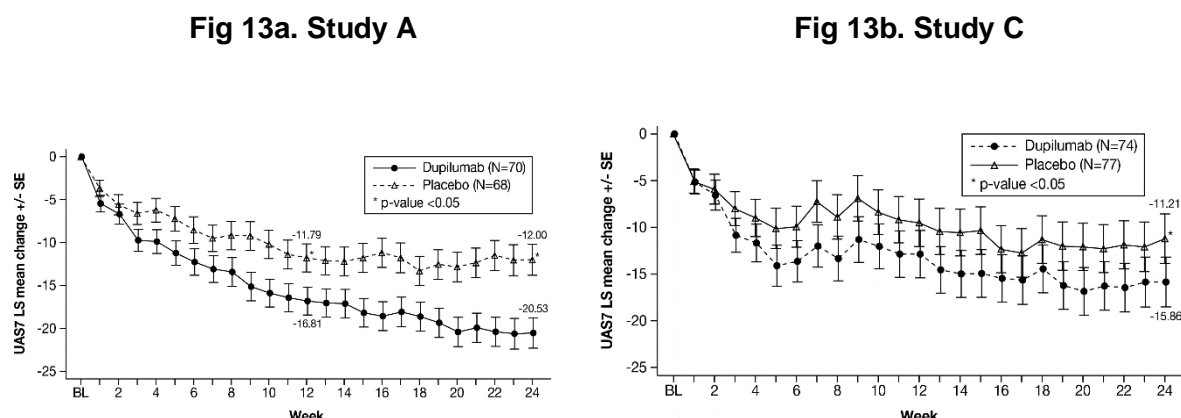 Fig 13a. Study A
UAS7 LS mean change +/- SE
0
-5
-10
-15
-20
-25
Dupilumab (N=70)
Placebo (N=68)
* p-value <0.05
-11.79
*
-16.81
-12.00
*
-20.53
BL 2 4 6 8 10 12 14 16 18 20 22 24
Week
Fig 13b. Study C
UAS7 LS mean change +/- SE
0
-5
-10
-15
-20
-25
Dupilumab (N=74)
Placebo (N=77)
* p-value <0.05
-11.21
*
-15.86
BL 2 4 6 8 10 12 14 16 18 20 22 24
Week